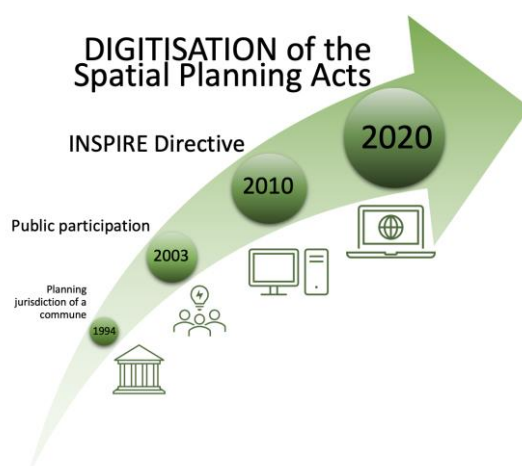 DIGITISATION of the
Spatial Planning Acts
2020
INSPIRE Directive
2010
Public participation
2003
Planning
jurisdiction of a
commune
1994